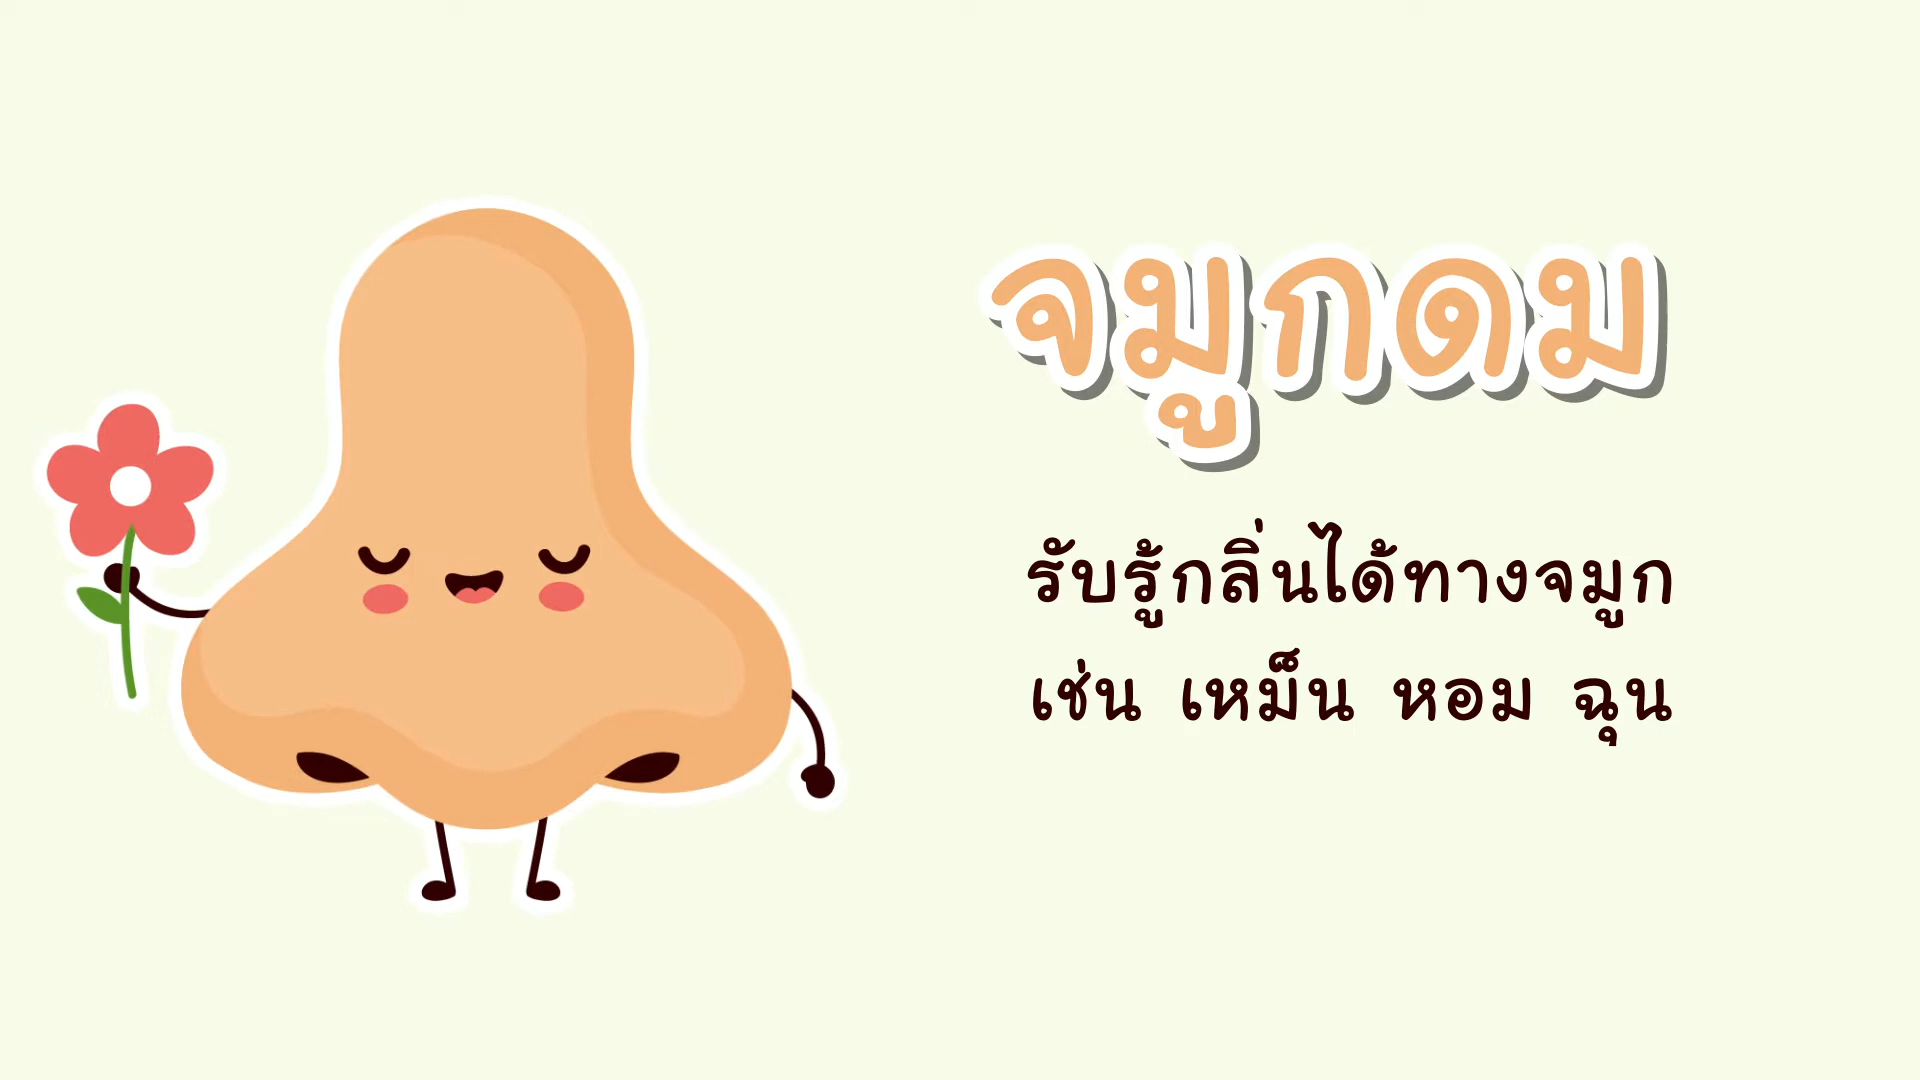 จมูกดม
รับรู้กลิ่นได้ทางจมูก
เช่น เหม็น หอม ฉุน